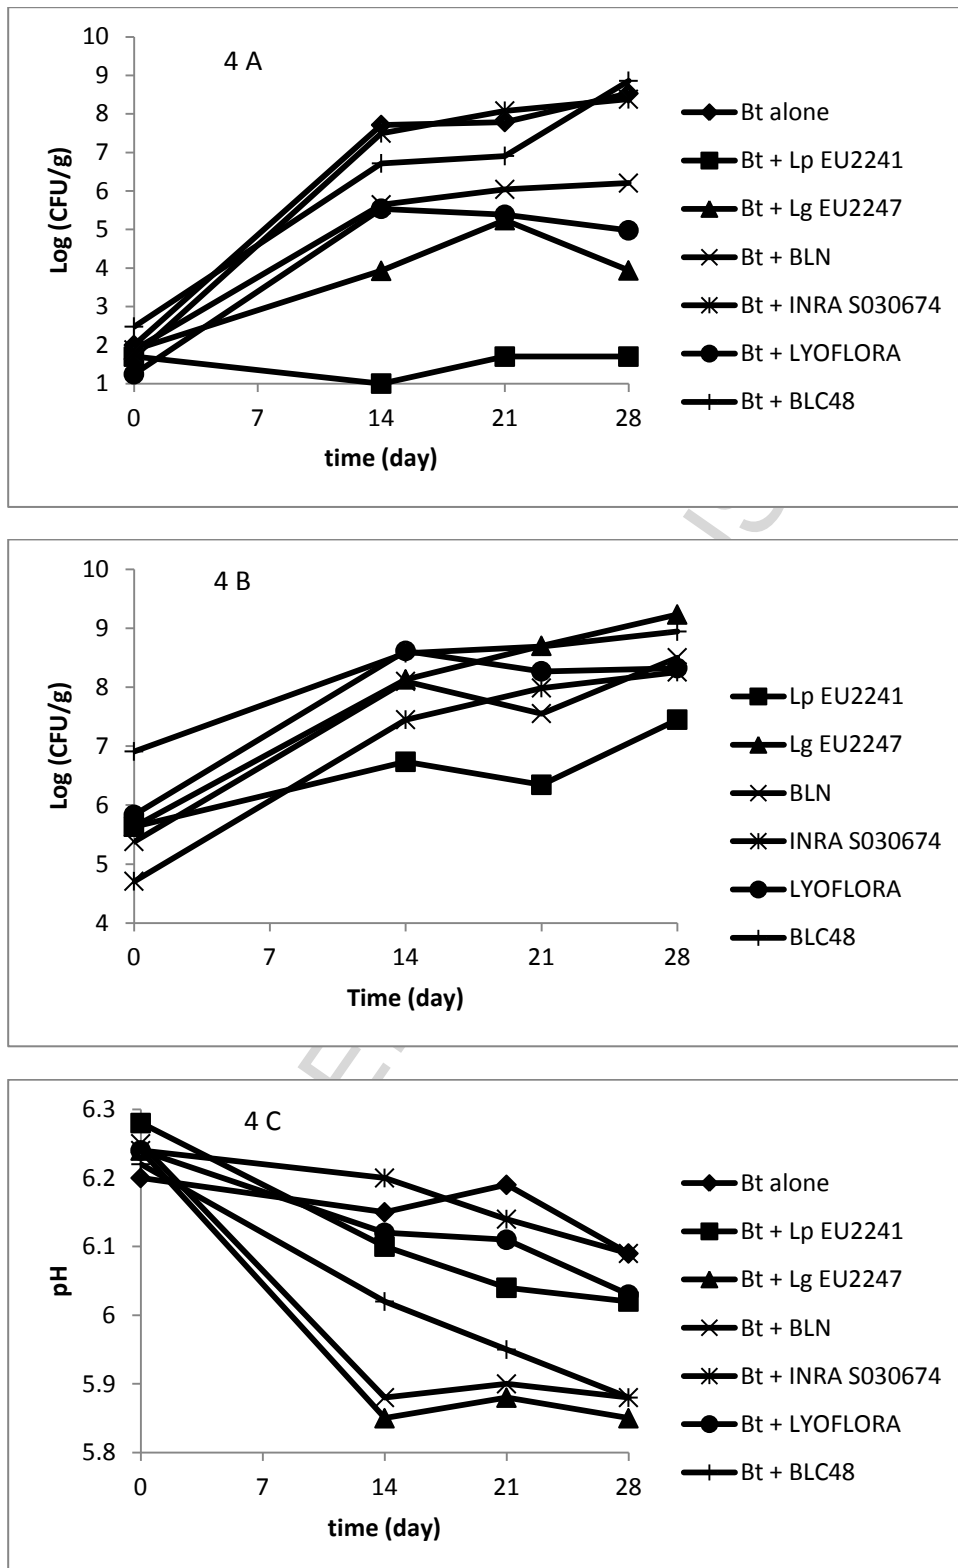 4 A
10
9
8
7
6
5
4
3
2
1
Log (CFU/g)
0 7 14 21 28
time (day)
Bt alone
Bt + Lp EU2241
Bt + Lg EU2247
Bt + BLN
Bt + INRA S030674
Bt + LYOFLORA
Bt + BLC48
4 B
10
9
8
7
6
5
4
Log (CFU/g)
0 7 14 21 28
Time (day)
Lp EU2241
Lg EU2247
BLN
INRA S030674
LYOFLORA
BLC48
4 C
6.3
6.2
6.1
6
5.9
5.8
pH
0 7 14 21 28
time (day)
Bt alone
Bt + Lp EU2241
Bt + Lg EU2247
Bt + BLN
Bt + INRA S030674
Bt + LYOFLORA
Bt + BLC48